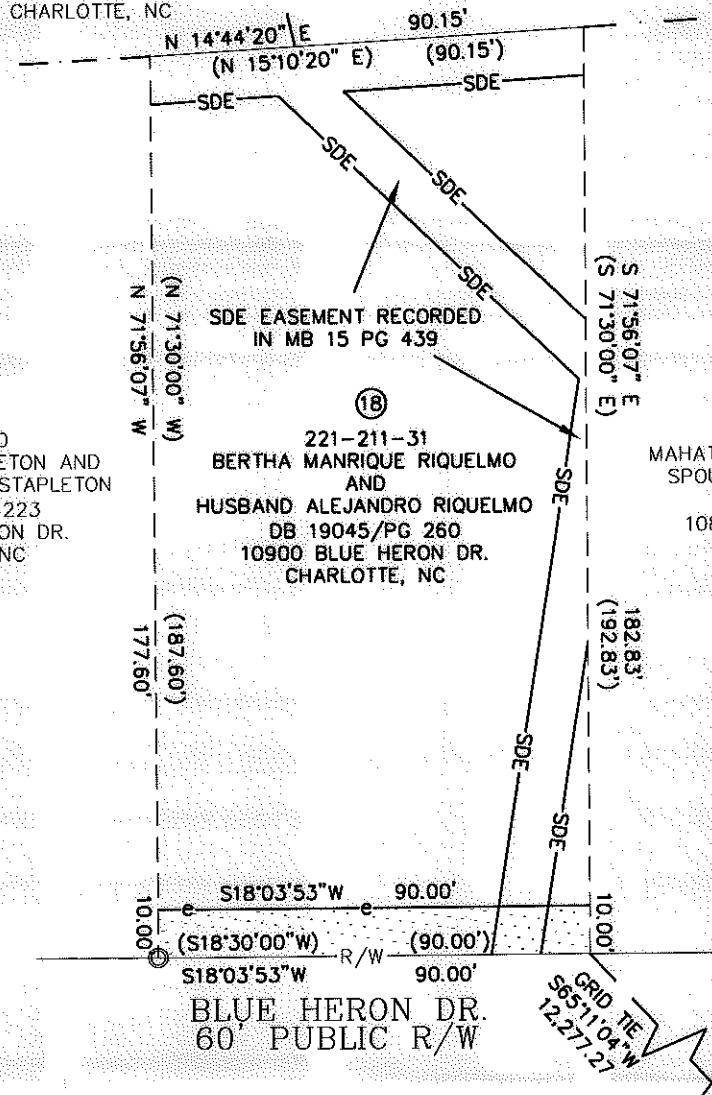 CHARLOTTE, NC
N 14°44'20" E 90.15'
(N 15°10'20" E) (90.15')
SDE
SDE
SDE
SDE
SDE
N 71°56'07" W
(N 71°30'00" W)
SDE EASEMENT RECORDED
IN MB 15 PG 439
S 71°56'07" E
(S 71°30'00" E)
18
221-211-31
BERTHA MANRIQUE RIQUELMO
AND
HUSBAND ALEJANDRO RIQUELMO
DB 19045/PG 260
10900 BLUE HERON DR.
CHARLOTTE, NC
ETON AND
STAPLETON
223
ON DR.
NC
MAHAT
SPOU
108
SDE
177.60'
(187.60')
182.83'
(192.83')
SDE
SDE
S18°03'53"W 90.00'
e e
10.00'
10.00'
(S18°30'00"W) R/W (90.00')
S18°03'53"W 90.00'
BLUE HERON DR.
60' PUBLIC R/W
GRID TIE
S65°11'04"W
12,277.27